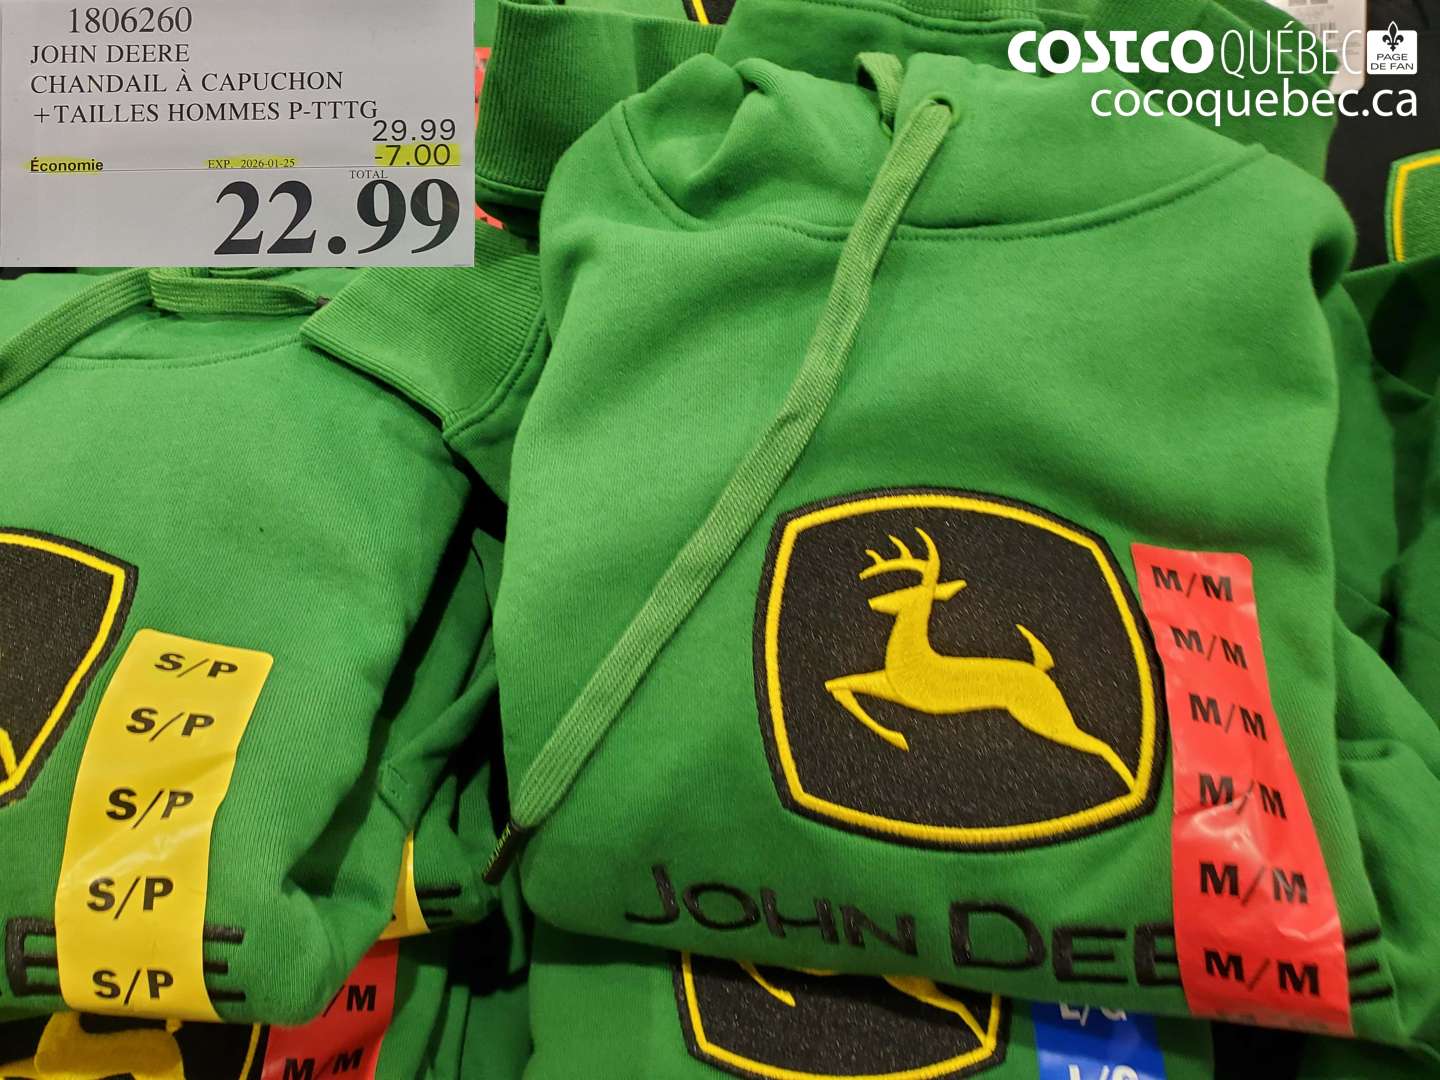 1806260
JOHN DEERE
CHANDAIL À CAPUCHON
+TAILLES HOMMES P-TTTG
29.99
Économie EXP. 2026-01-25 -7.00
TOTAL
22.99
COSTCO QUÉBEC
PAGE
DE FAN
cocoquebec.ca
S/P
S/P
S/P
S/P
S/P
M/M
M/M
M/M
M/M
M/M
M/M
JOHN DEE E
/M
M/M
L/G
L/G